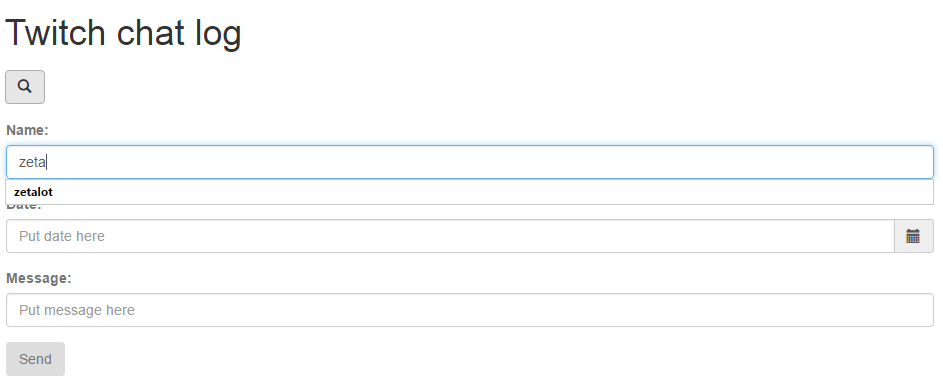 Twitch chat log
Name:
zeta
zetalot
Date:
Put date here
Message:
Put message here
Send